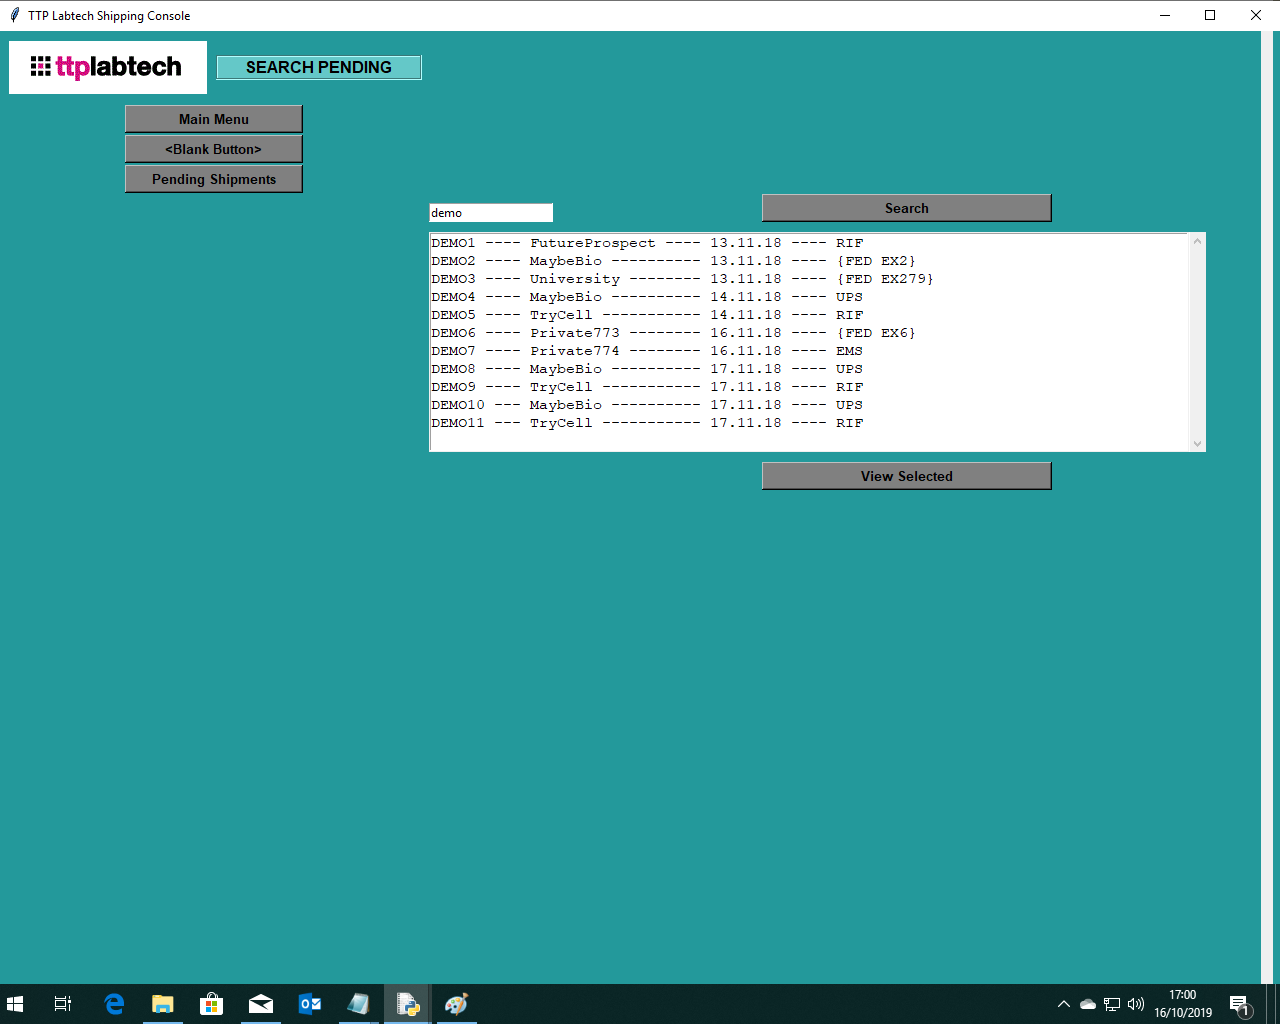 TTP Labtech Shipping Console
ttplabtech
SEARCH PENDING
Main Menu
<Blank Button>
Pending Shipments
demo
Search
DEMO1 ---- FutureProspect ---- 13.11.18 ---- RIF
DEMO2 ---- MaybeBio ---------- 13.11.18 ---- {FED EX2}
DEMO3 ---- University -------- 13.11.18 ---- {FED EX279}
DEMO4 ---- MaybeBio ---------- 14.11.18 ---- UPS
DEMO5 ---- TryCell ----------- 14.11.18 ---- RIF
DEMO6 ---- Private773 -------- 16.11.18 ---- {FED EX6}
DEMO7 ---- Private774 -------- 16.11.18 ---- EMS
DEMO8 ---- MaybeBio ---------- 17.11.18 ---- UPS
DEMO9 ---- TryCell ----------- 17.11.18 ---- RIF
DEMO10 --- MaybeBio ---------- 17.11.18 ---- UPS
DEMO11 --- TryCell ----------- 17.11.18 ---- RIF
View Selected
17:00
16/10/2019
1